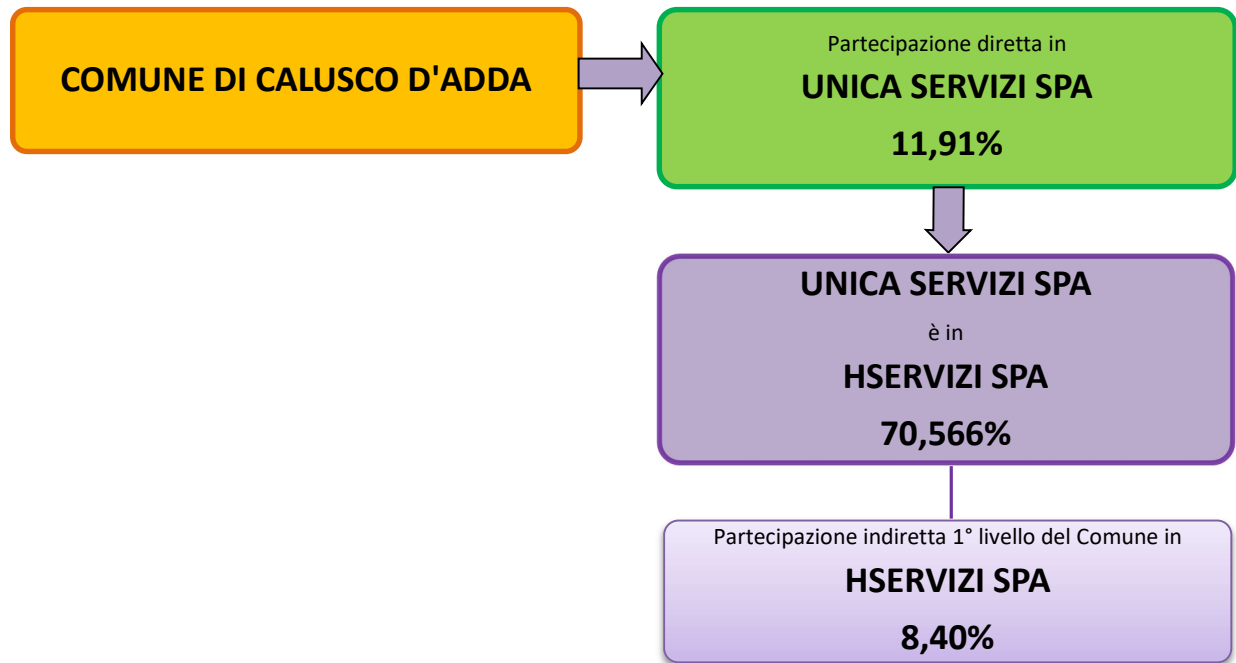 COMUNE DI CALUSCO D'ADDA
Partecipazione diretta in
UNICA SERVIZI SPA
11,91%
UNICA SERVIZI SPA
è in
HSERVIZI SPA
70,566%
Partecipazione indiretta 1° livello del Comune in
HSERVIZI SPA
8,40%